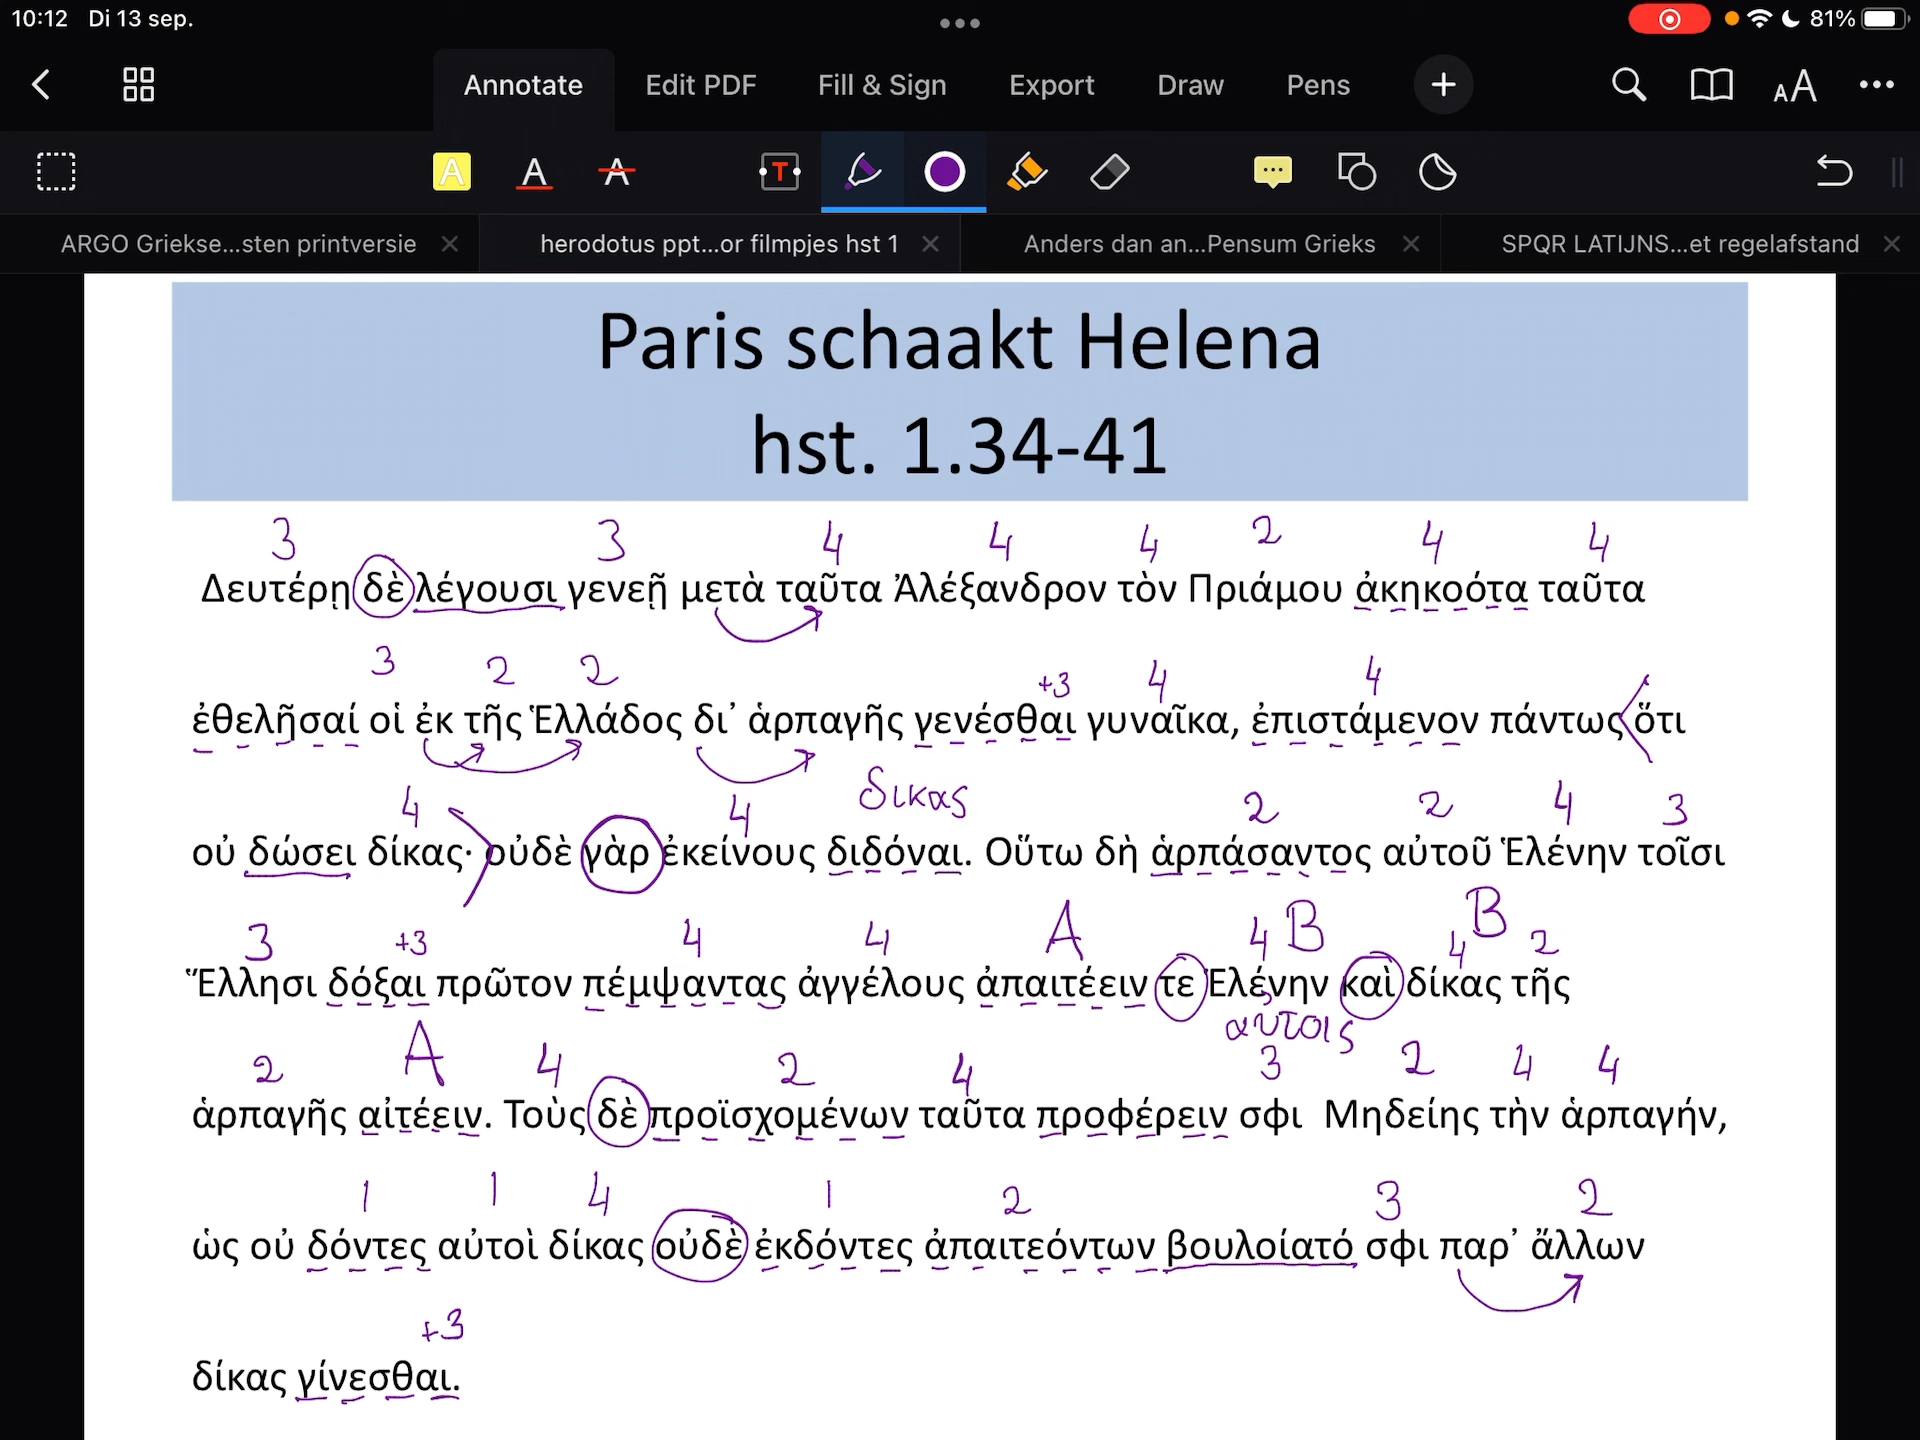 10:12 Di 13 sep. 81%
Annotate Edit PDF Fill & Sign Export Draw Pens
ARGO Griekse...sten printversie herodotus ppt...or filmpjes hst 1 Anders dan an...Pensum Grieks SPQR LATIJNS...et regelafstand
Paris schaakt Helena
hst. 1.34-41
3 3 4 4 4 2 4 4
Δευτέρῃ δὲ λέγουσι γενεῇ μετὰ ταῦτα Ἀλέξανδρον τὸν Πριάμου ἀκηκοότα ταῦτα
3 2 2 +3 4 4
ἐθελῆσαί οἱ ἐκ τῆς Ἑλλάδος δι᾽ ἁρπαγῆς γενέσθαι γυναῖκα, ἐπιστάμενον πάντως ὅτι
4 4 δικας 2 2 4 3
οὐ δώσει δίκας· οὐδὲ γὰρ ἐκείνους διδόναι. Οὕτω δὴ ἁρπάσαντος αὐτοῦ Ἑλένην τοῖσι
3 +3 4 4 A 4 B 4 B 2
Ἕλλησι δόξαι πρῶτον πέμψαντας ἀγγέλους ἀπαιτέειν τε Ἑλένην καὶ δίκας τῆς
αὐτοις
2 A 4 2 4 3 2 4 4
ἁρπαγῆς αἰτέειν. Τοὺς δὲ προϊσχομένων ταῦτα προφέρειν σφι Μηδείης τὴν ἁρπαγήν,
1 1 4 1 2 3 2
ὡς οὐ δόντες αὐτοὶ δίκας οὐδὲ ἐκδόντες ἀπαιτεόντων βουλοίατό σφι παρ᾽ ἄλλων
+3
δίκας γίνεσθαι.